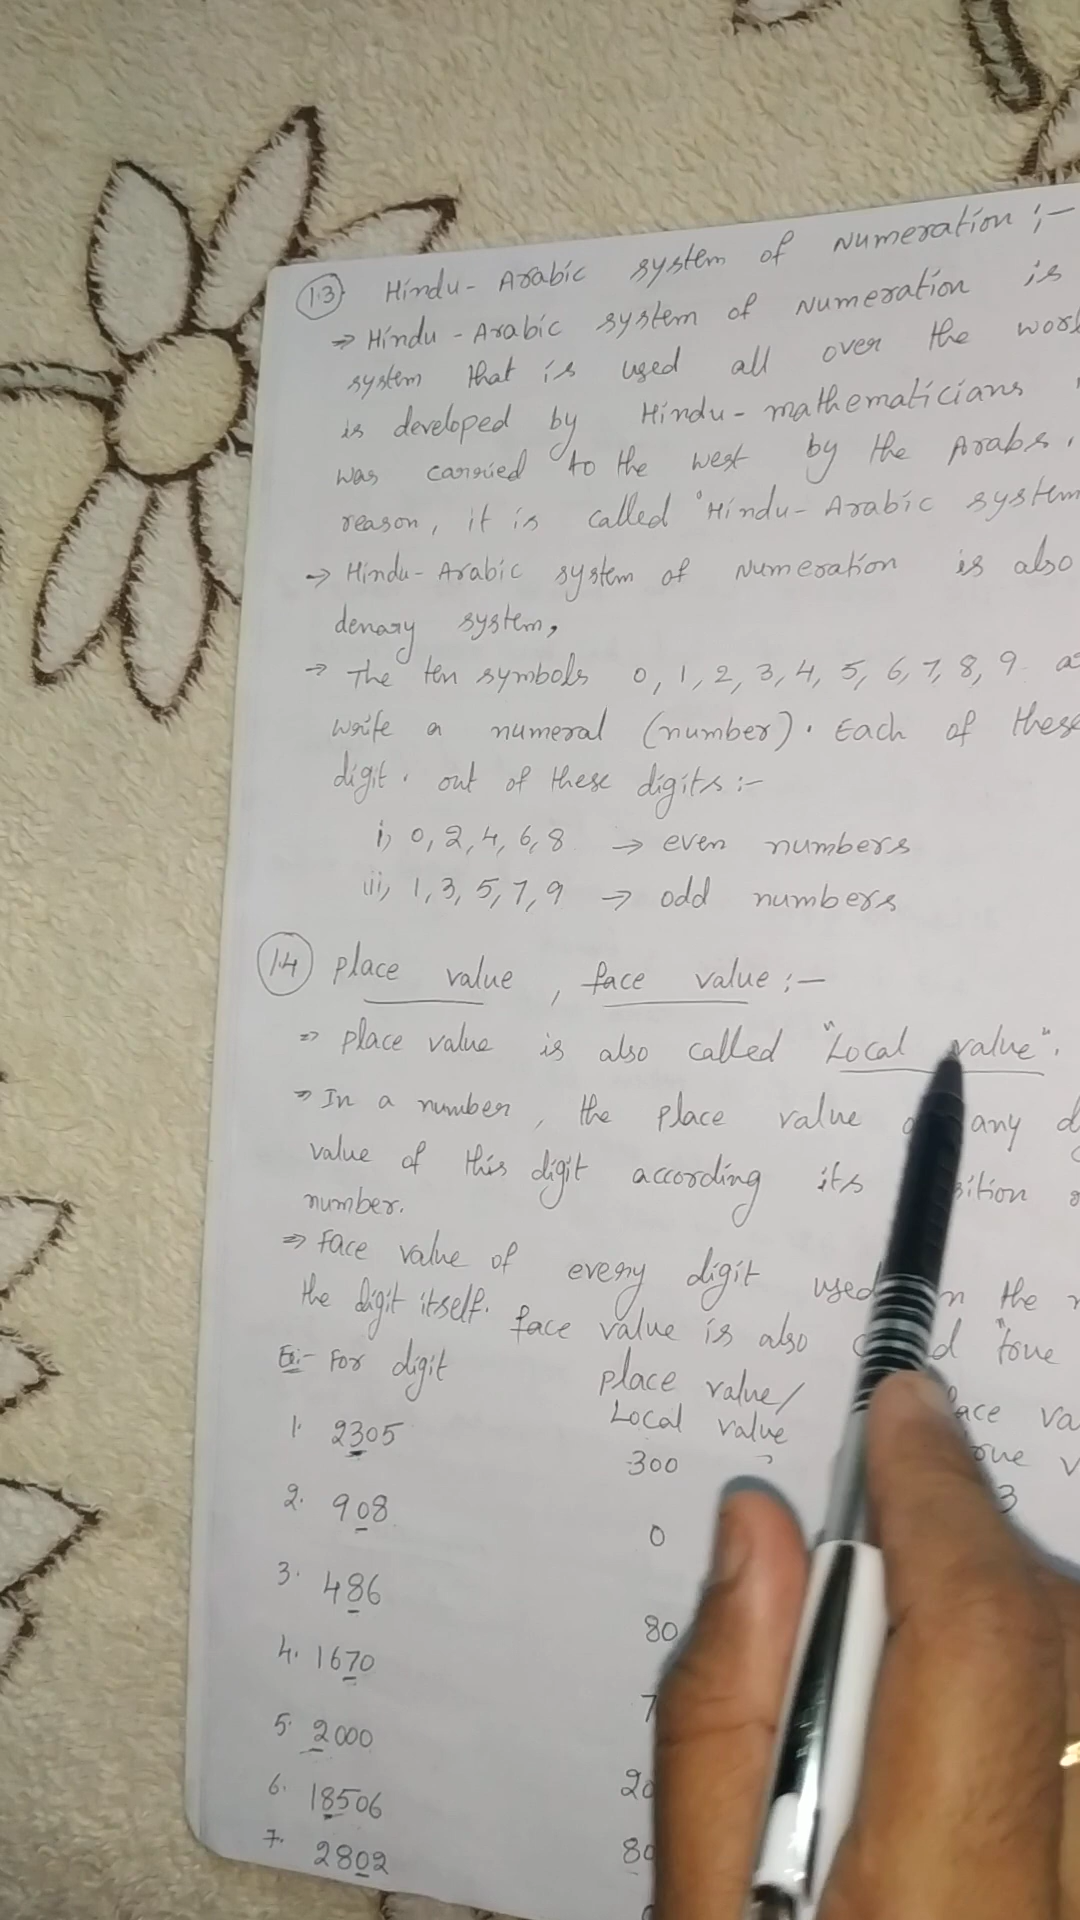 1.3 Hindu-Arabic system of Numeration :-
⇒ Hindu-Arabic system of Numeration is
system that is used all over the
is developed by Hindu-mathematicians
was carried to the west by the Arabs.
reason, it is called "Hindu-Arabic system
→ Hindu-Arabic system of Numeration is also
denary system,
→ The ten symbols 0, 1, 2, 3, 4, 5, 6, 7, 8, 9
write a numeral (number). Each of these
digit. out of these digits :-
i, 0, 2, 4, 6, 8 → even numbers
iii, 1, 3, 5, 7, 9 → odd numbers
1.4 place value, face value :-
⇒ place value is also called "Local value".
⇒ In a number, the place value any
value of this digit according its
number.
⇒ Face value of every digit used the
the digit itself. face value is also "true
Ex:- For digit place value/
Local value
1. 2305 300 3
2. 908 0
3. 486 80
4. 1670
5. 2000
6. 18506
7. 2802